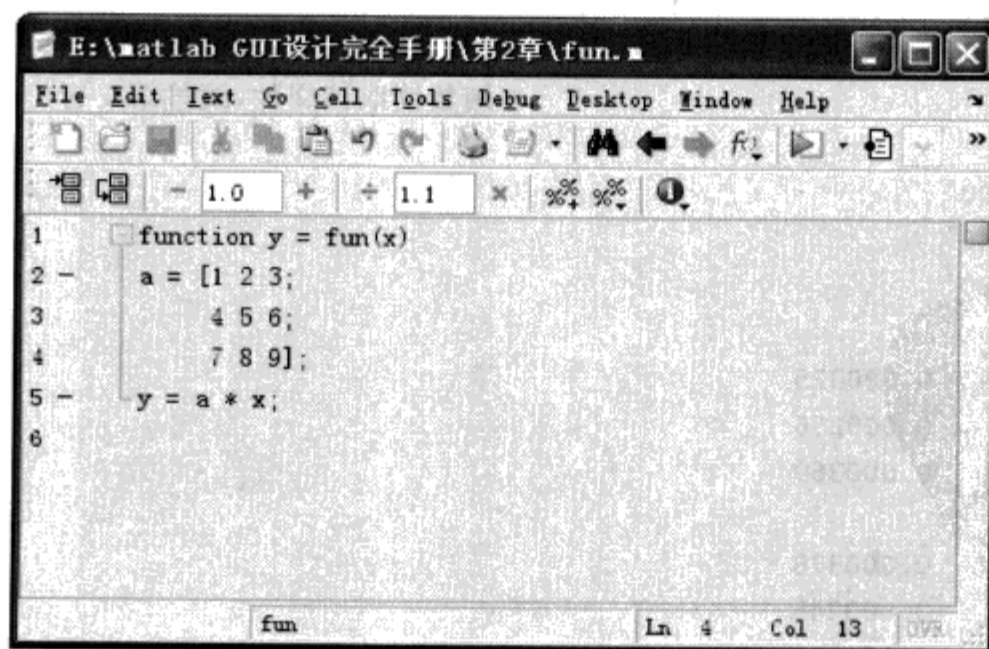 E:\matlab GUI设计完全手册\第2章\fun.m
File Edit Text Go Cell Tools Debug Desktop Window Help
- 1.0 + ÷ 1.1 ×
1 function y = fun(x)
2 - a = [1 2 3;
3 4 5 6;
4 7 8 9];
5 - y = a * x;
6
fun Ln 4 Col 13 OVR